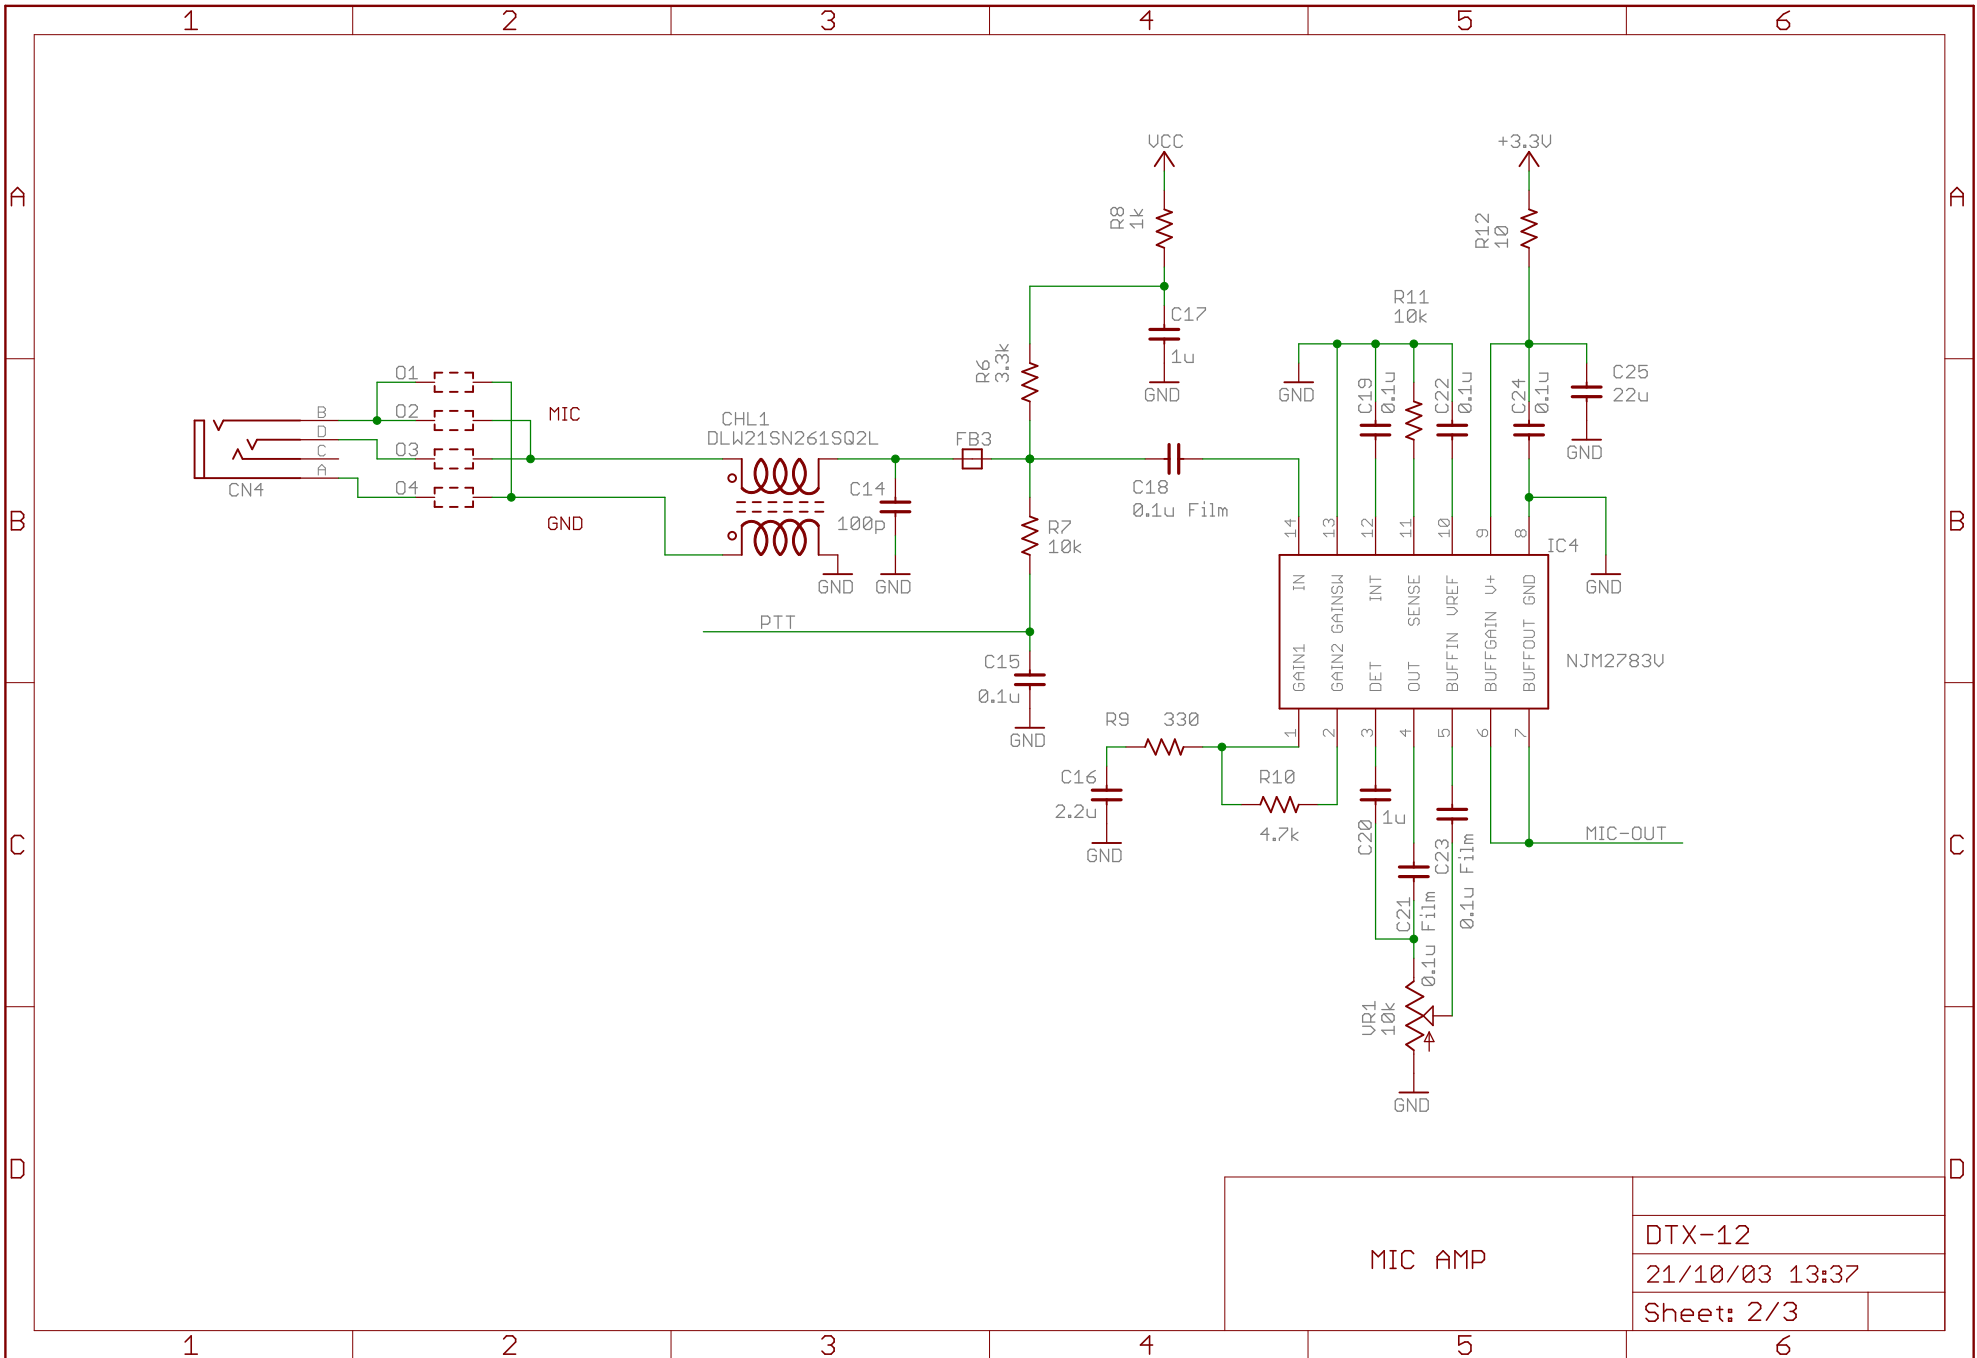 1 2 3 4 5 6
A A
B B
C C
D D
VCC
R8
1k
+3.3V
R12
10
C17
1u
GND
R6
3.3k
R11
10k
GND
C19
0.1u
C22
0.1u
C24
0.1u
C25
22u
GND
O1
O2
O3
O4
B
D
C
A
CN4
MIC
GND
CHL1
DLW21SN261SQ2L
GND
C14
100p
GND
FB3
C18
0.1u Film
R7
10k
PTT
C15
0.1u
GND
14 13 12 11 10 9 8
IC4
GND
IN
GAINSW
INT
SENSE
VREF
V+
GND
GAIN1
GAIN2
DET
OUT
BUFFIN
BUFFGAIN
BUFFOUT
NJM2783V
1 2 3 4 5 6 7
R9 330
C16
2.2u
GND
R10
4.7k
C20
1u
C21
0.1u Film
C23
0.1u Film
MIC-OUT
VR1
10k
GND
MIC AMP
DTX-12
21/10/03 13:37
Sheet: 2/3
1 2 3 4 5 6